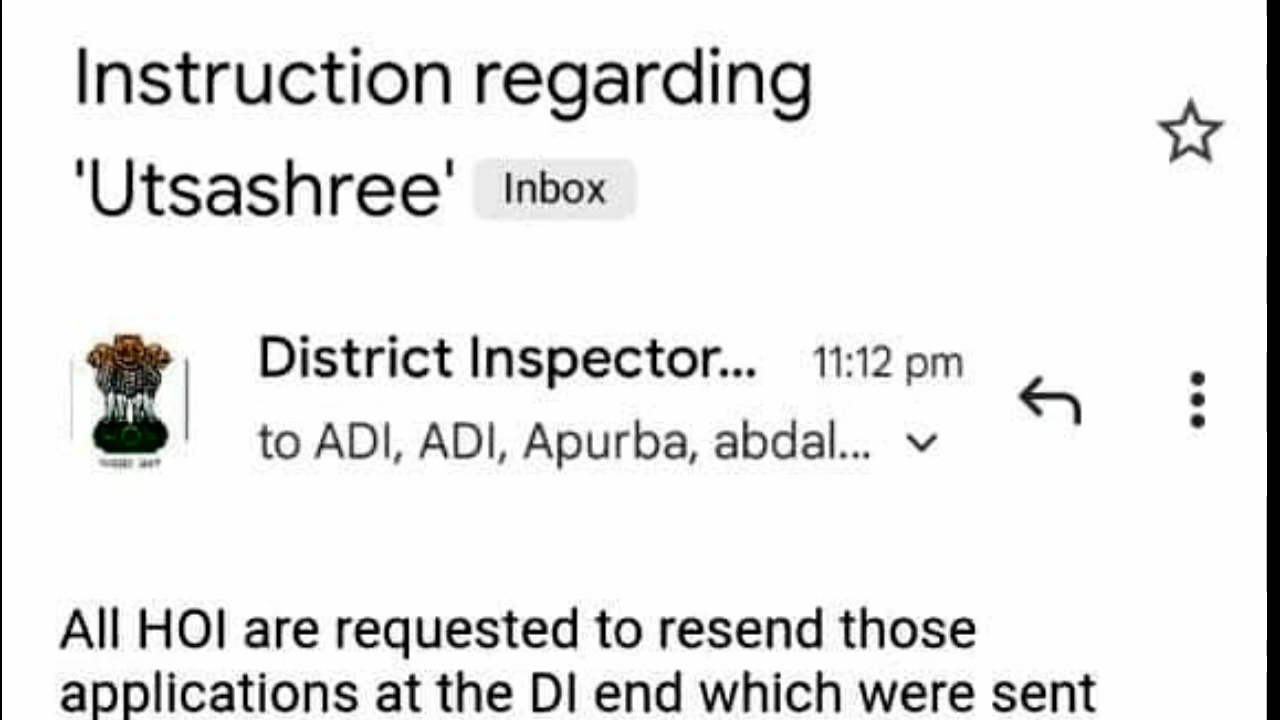 Instruction regarding
'Utsashree' Inbox
District Inspector... 11:12 pm
to ADI, ADI, Apurba, abdal...
All HOI are requested to resend those
applications at the DI end which were sent